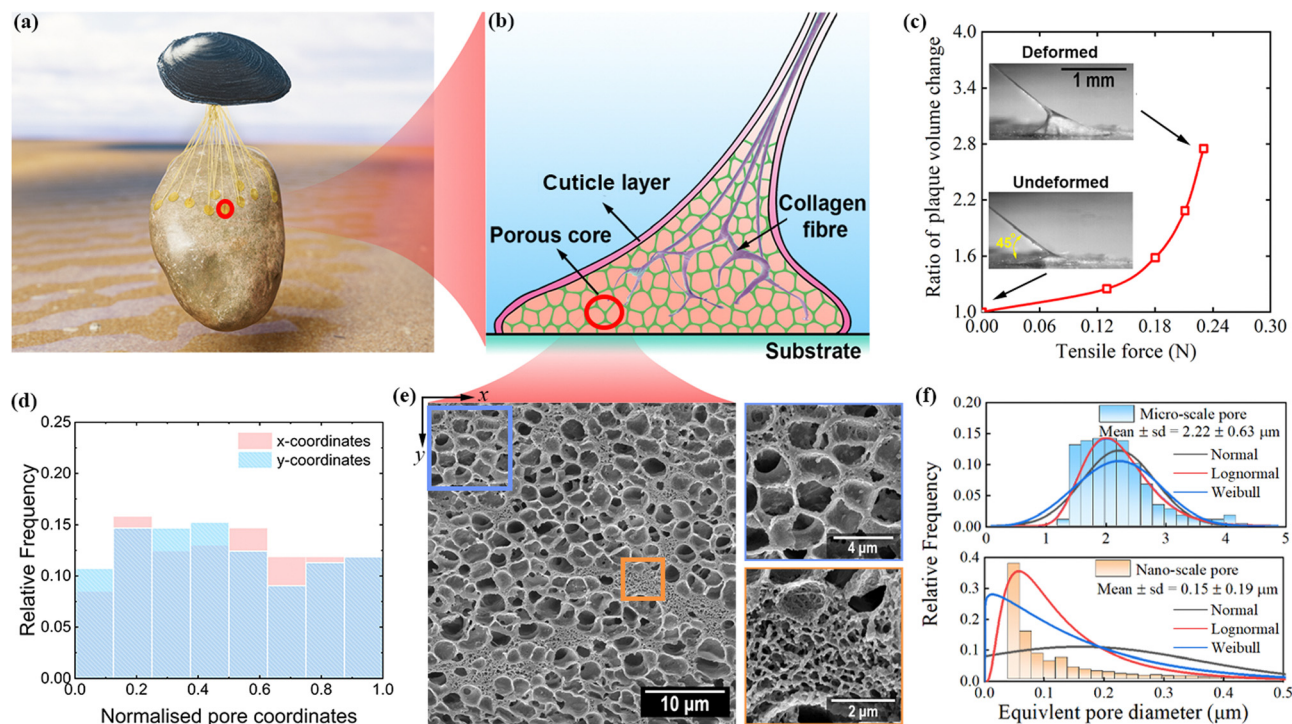 (a)
(b)
Cuticle layer
Porous core
Collagen
fibre
Substrate
(c)
Ratio of plaque volume change
4.0
3.4
2.8
2.2
1.6
1.0
Deformed
1 mm
Undeformed
45°
0.00
0.06
0.12
0.18
0.24
0.30
Tensile force (N)
(d)
Relative Frequency
0.25
0.20
0.15
0.10
0.05
0.00
x-coordinates
y-coordinates
0.0
0.2
0.4
0.6
0.8
1.0
Normalised pore coordinates
(e)
x
y
10 μm
4 μm
2 μm
(f)
Relative Frequency
0.20
0.15
0.10
0.05
0.00
Micro-scale pore
Mean ± sd = 2.22 ± 0.63 μm
Normal
Lognormal
Weibull
0
1
2
3
4
5
0.4
0.3
0.2
0.1
0.0
Nano-scale pore
Mean ± sd = 0.15 ± 0.19 μm
Normal
Lognormal
Weibull
0.0
0.1
0.2
0.3
0.4
0.5
Equivlent pore diameter (μm)